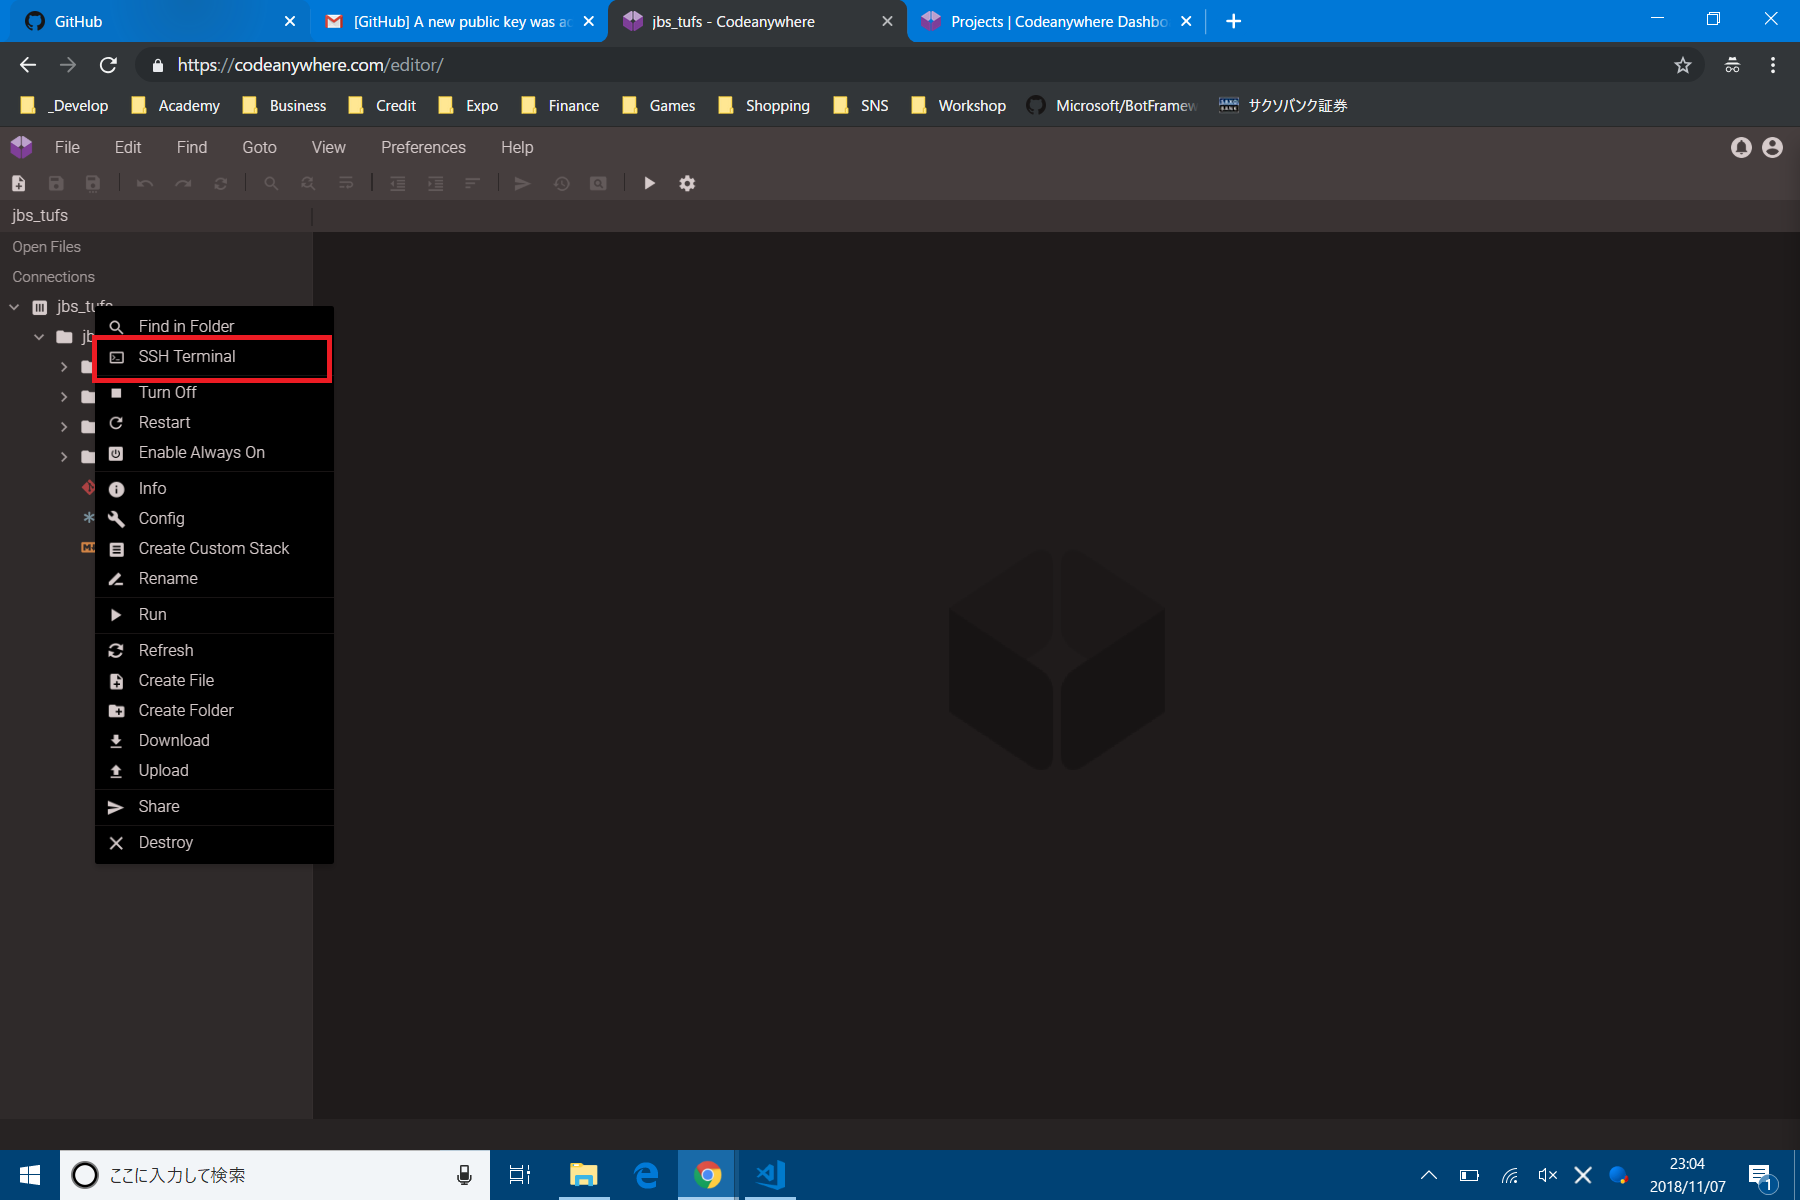 GitHub
[GitHub] A new public key was ac
jbs_tufs - Codeanywhere
Projects | Codeanywhere Dashbo
https://codeanywhere.com/editor/
_Develop
Academy
Business
Credit
Expo
Finance
Games
Shopping
SNS
Workshop
Microsoft/BotFramew
サクソバンク証券
File
Edit
Find
Goto
View
Preferences
Help
jbs_tufs
Open Files
Connections
jbs_tufs
jb
Find in Folder
SSH Terminal
Turn Off
Restart
Enable Always On
Info
Config
Create Custom Stack
Rename
Run
Refresh
Create File
Create Folder
Download
Upload
Share
Destroy
ここに入力して検索
23:04
2018/11/07
1